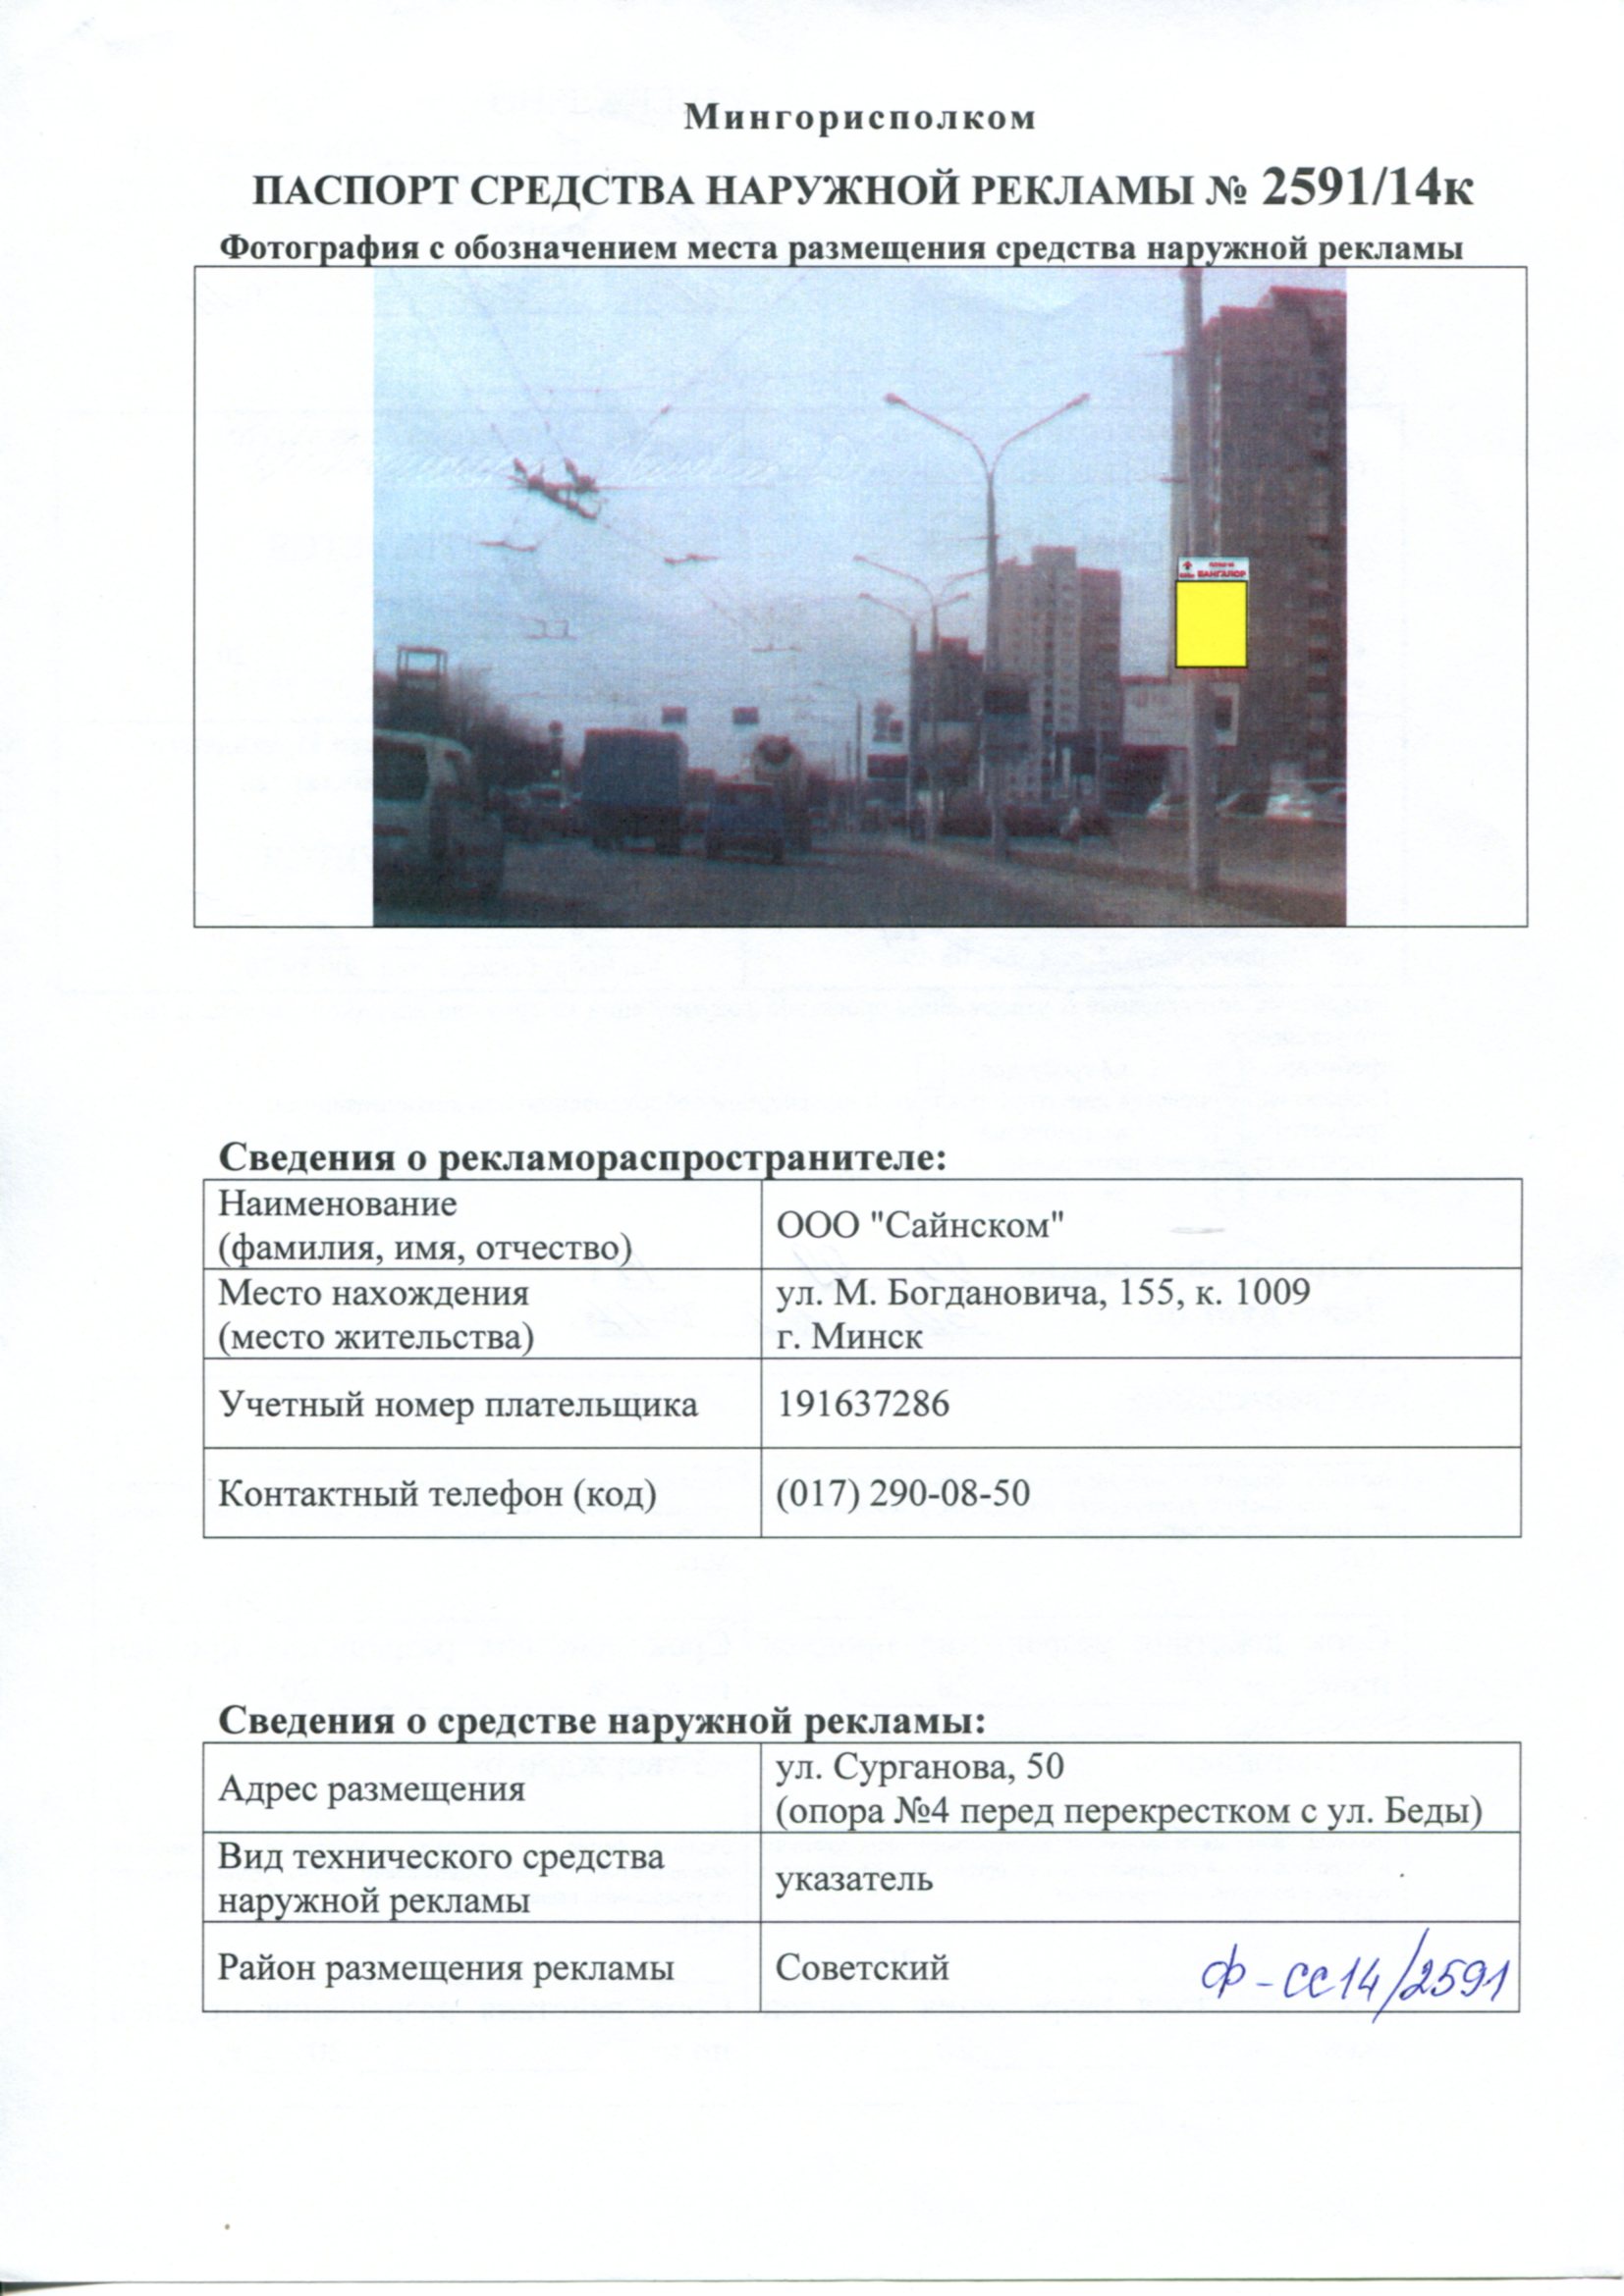 Мингорисполком
ПАСПОРТ СРЕДСТВА НАРУЖНОЙ РЕКЛАМЫ № 2591/14к
Фотография с обозначением места размещения средства наружной рекламы
БАНГАЛОР
Сведения о рекламораспространителе:
Наименование
(фамилия, имя, отчество)
ООО "Сайнском"
Место нахождения
(место жительства)
ул. М. Богдановича, 155, к. 1009
г. Минск
Учетный номер плательщика
191637286
Контактный телефон (код)
(017) 290-08-50
Сведения о средстве наружной рекламы:
Адрес размещения
ул. Сурганова, 50
(опора №4 перед перекрестком с ул. Беды)
Вид технического средства
наружной рекламы
указатель
Район размещения рекламы
Советский
Ф-СС14/2591